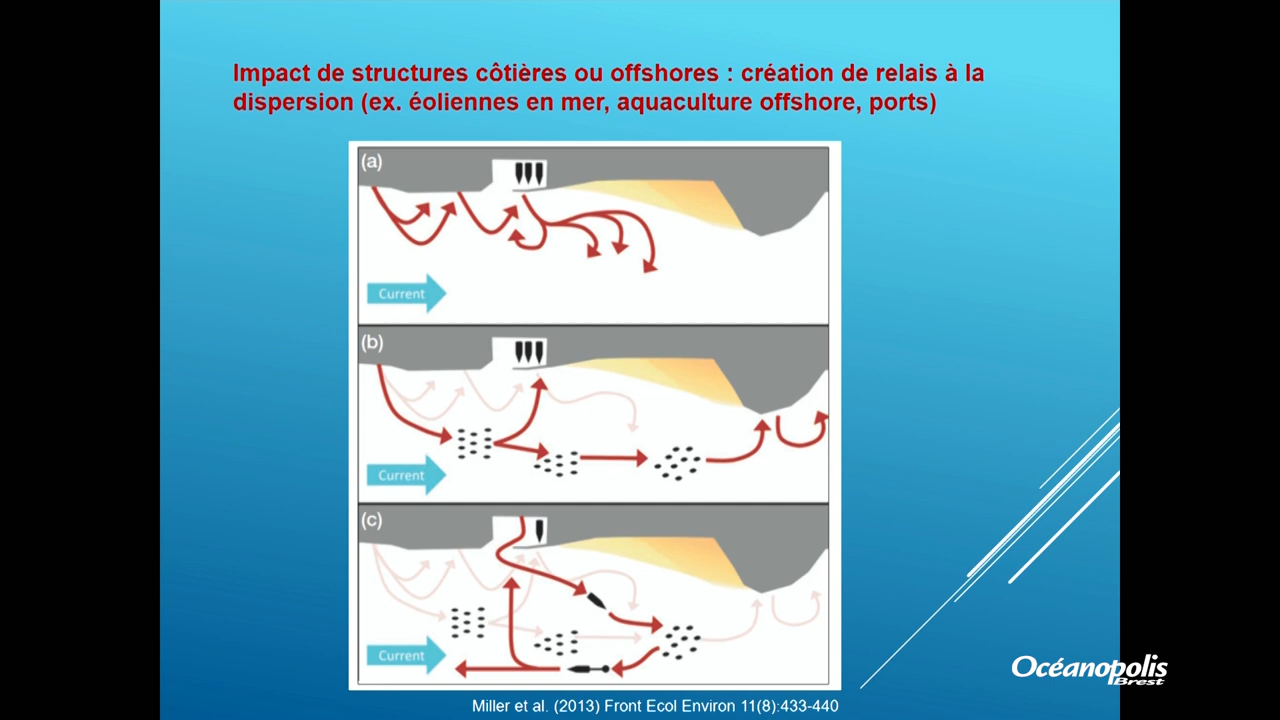 Impact de structures côtières ou offshores : création de relais à la
dispersion (ex. éoliennes en mer, aquaculture offshore, ports)
(a)
Current
(b)
Current
(c)
Current
Océanopolis
Brest
Miller et al. (2013) Front Ecol Environ 11(8):433-440